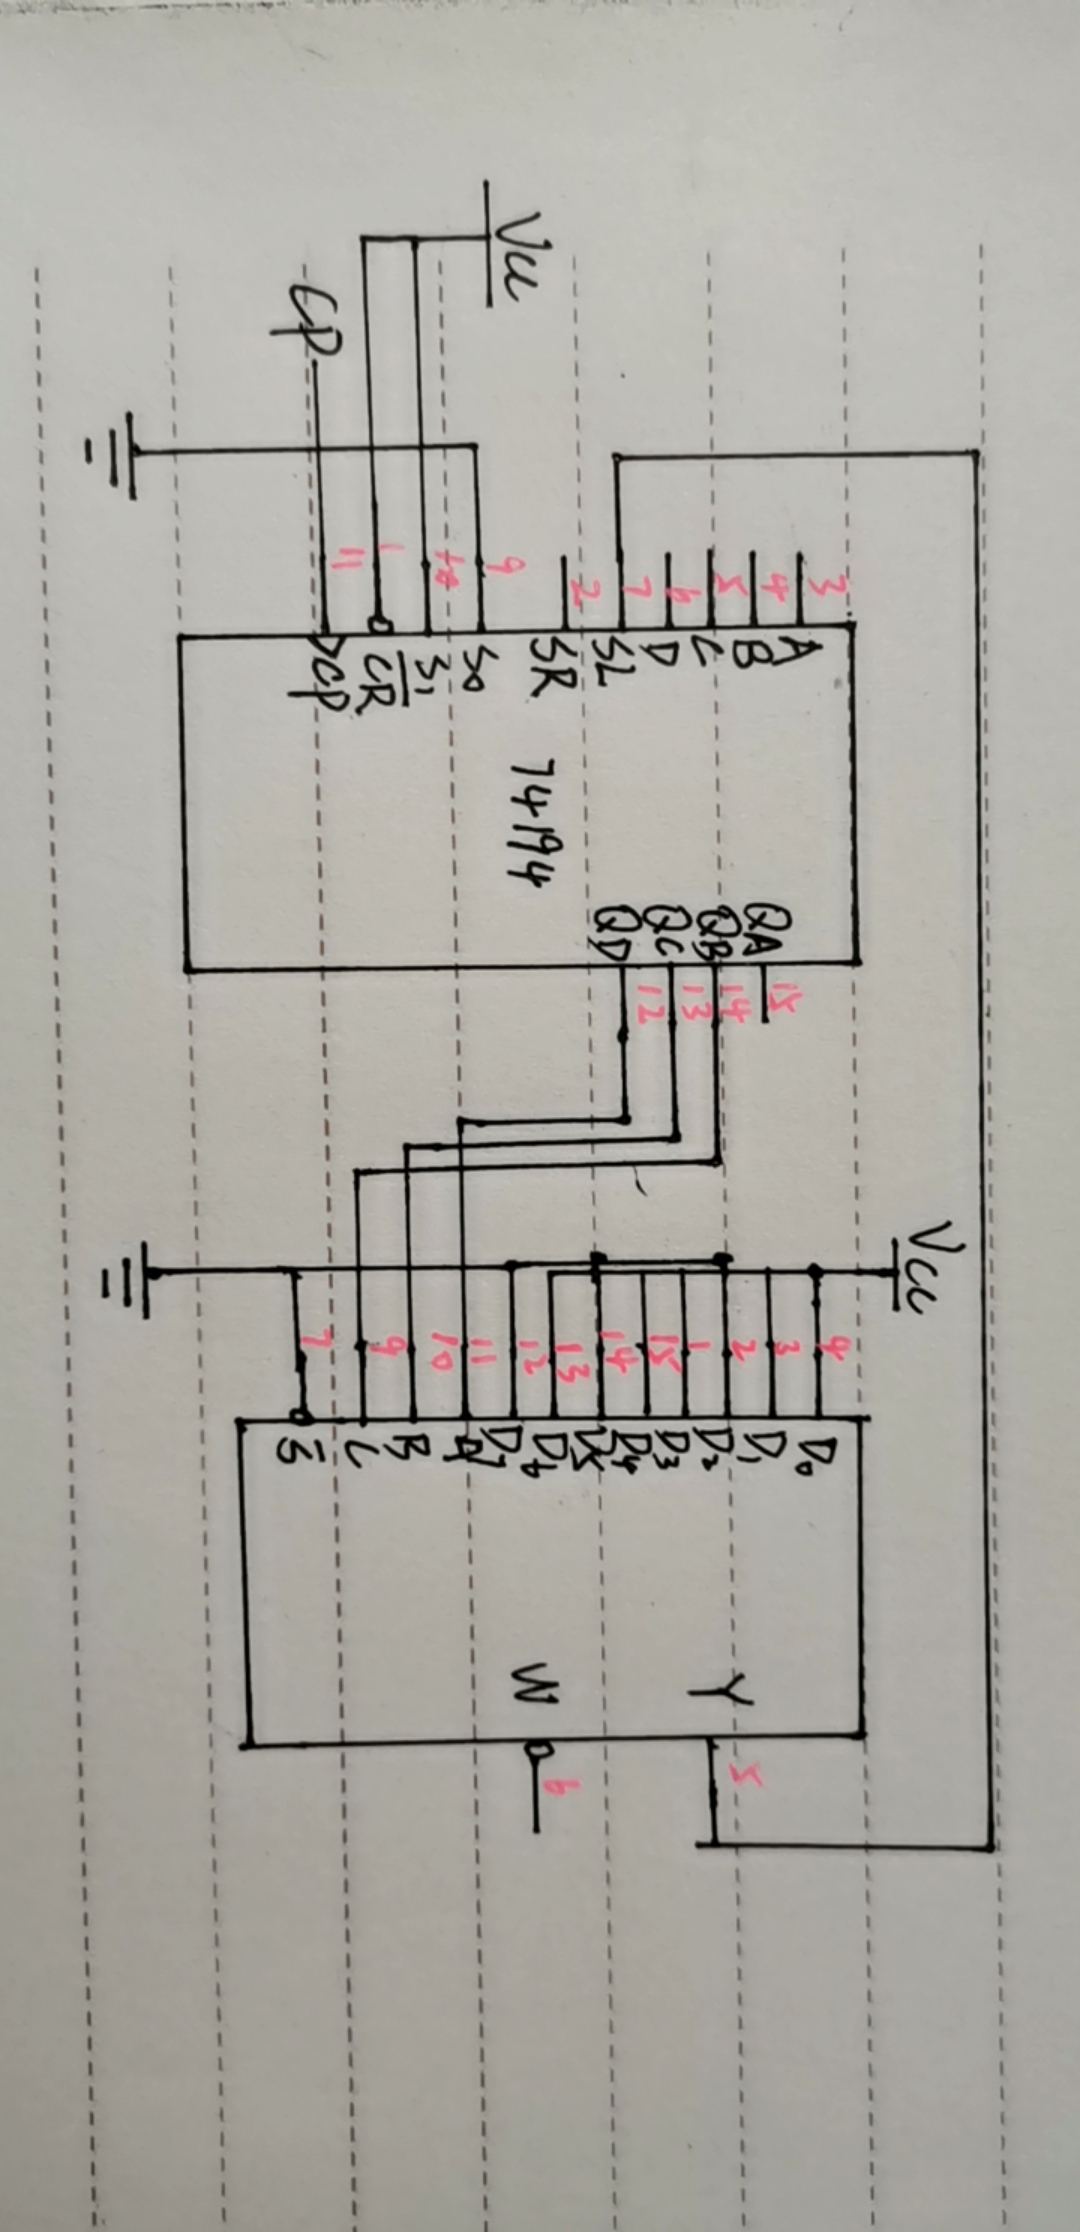 Vcc
CP
3 A
4 B
5 C
6 D
7 SL
2 SR
9 S₀
10 S₁
1 C̅R̅
11 CP
74194
QA 15
QB 14
QC 13
QD 12
Vcc
4 D₀
3 D₁
2 D₂
1 D₃
15 D₄
14 D₅
13 D₆
12 D₇
11 A
10 B
9 C
7 S̅
Y 5
W 6